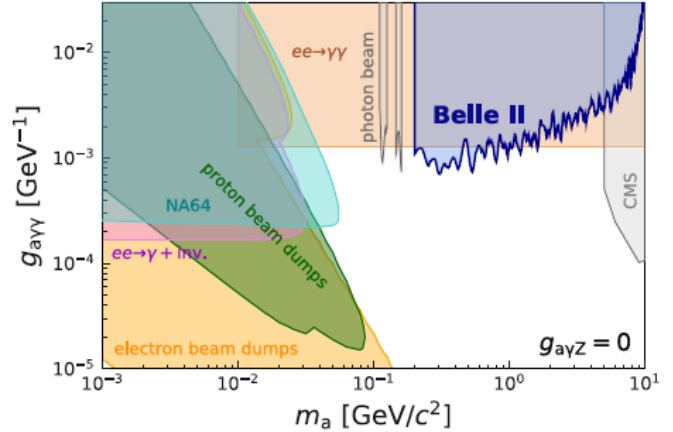 10⁻²
10⁻³
10⁻⁴
10⁻⁵
g_aγγ [GeV⁻¹]
ee→γγ
photon beam
Belle II
CMS
NA64
proton beam dumps
ee→γ + inv.
electron beam dumps
g_aγZ = 0
10⁻³
10⁻²
10⁻¹
10⁰
10¹
m_a [GeV/c²]